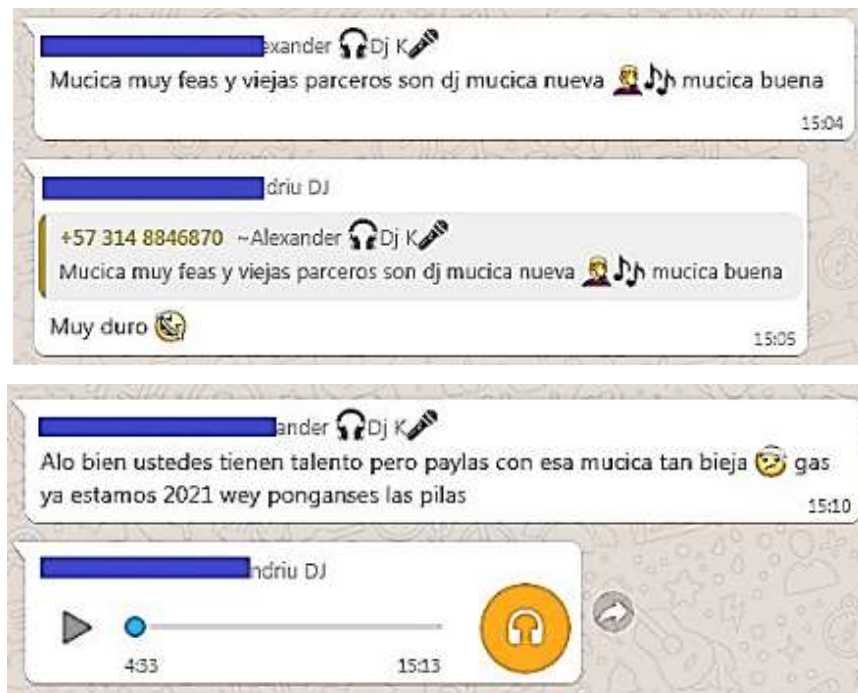 exander 🎧Dj K🎤
Mucica muy feas y viejas parceros son dj mucica nueva 🤦🎶 mucica buena
15:04
driu DJ
+57 314 8846870 ~Alexander 🎧Dj K🎤
Mucica muy feas y viejas parceros son dj mucica nueva 🤦🎶 mucica buena
Muy duro
15:05
ander 🎧Dj K🎤
Alo bien ustedes tienen talento pero paylas con esa mucica tan bieja 🤕 gas
ya estamos 2021 wey ponganses las pilas
15:10
ndriu DJ
4:33
15:13